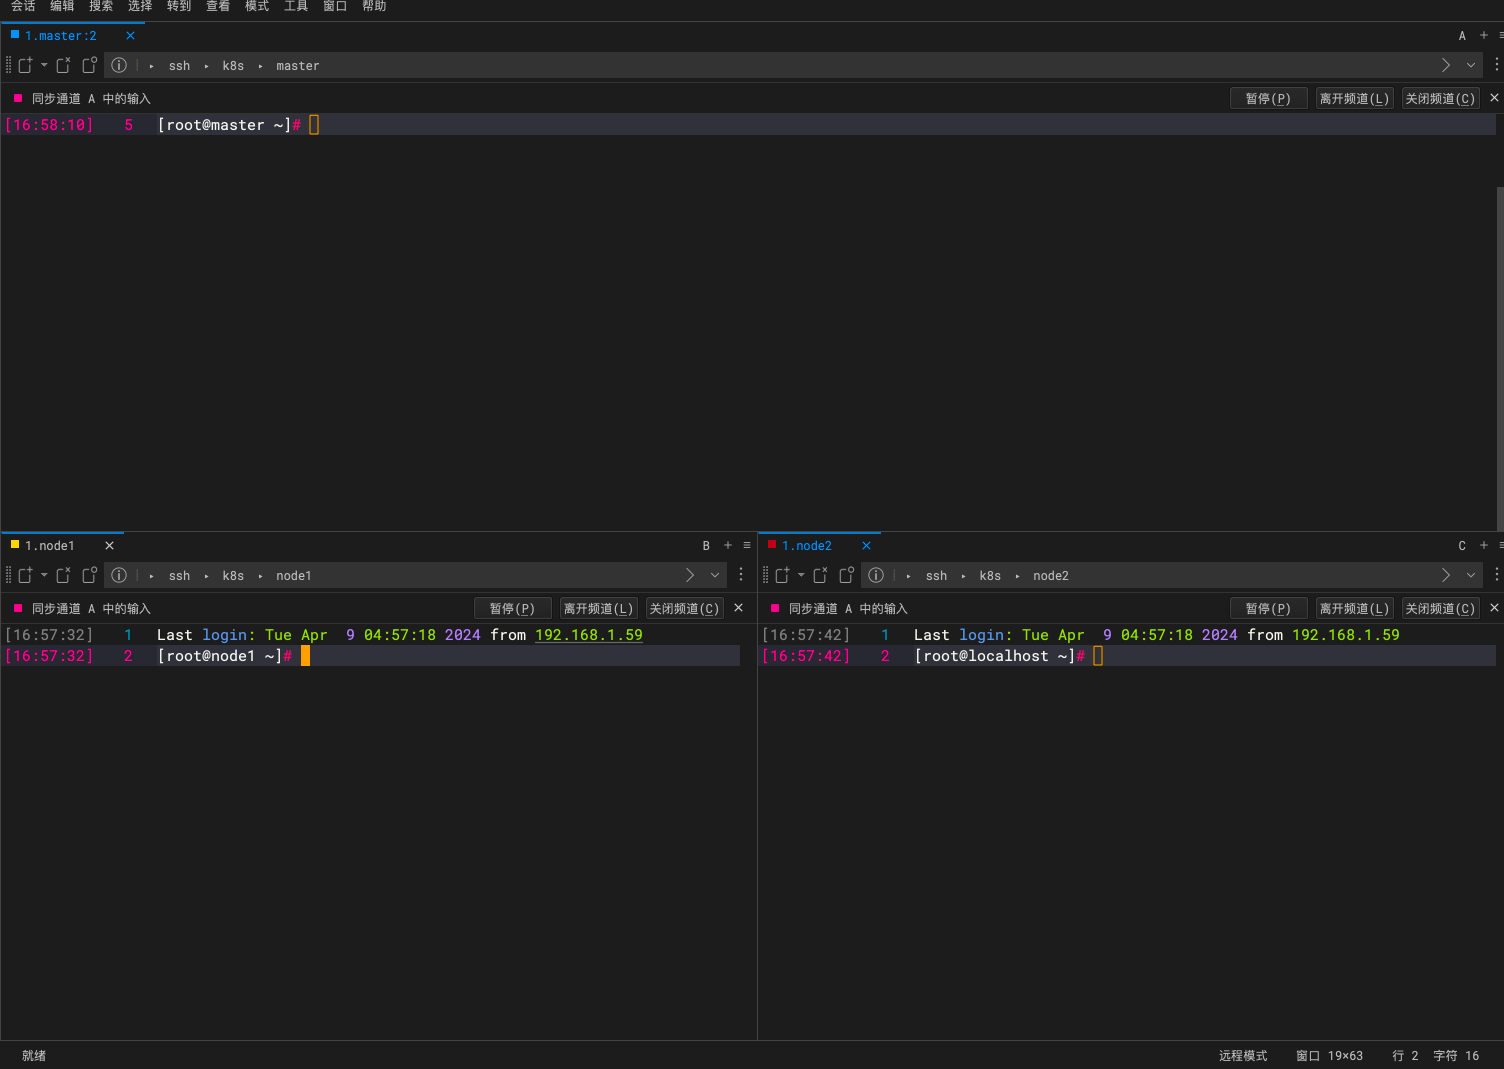 会话 编辑 搜索 选择 转到 查看 模式 工具 窗口 帮助
1.master:2 × A + ≡
ssh ▸ k8s ▸ master
同步通道 A 中的输入 暂停(P) 离开频道(L) 关闭频道(C) ×
[16:58:10] 5 [root@master ~]#
1.node1 × B + ≡
ssh ▸ k8s ▸ node1
同步通道 A 中的输入 暂停(P) 离开频道(L) 关闭频道(C) ×
[16:57:32] 1 Last login: Tue Apr  9 04:57:18 2024 from 192.168.1.59
[16:57:32] 2 [root@node1 ~]#
1.node2 × C + ≡
ssh ▸ k8s ▸ node2
同步通道 A 中的输入 暂停(P) 离开频道(L) 关闭频道(C) ×
[16:57:42] 1 Last login: Tue Apr  9 04:57:18 2024 from 192.168.1.59
[16:57:42] 2 [root@localhost ~]#
就绪 远程模式 窗口 19×63 行 2 字符 16